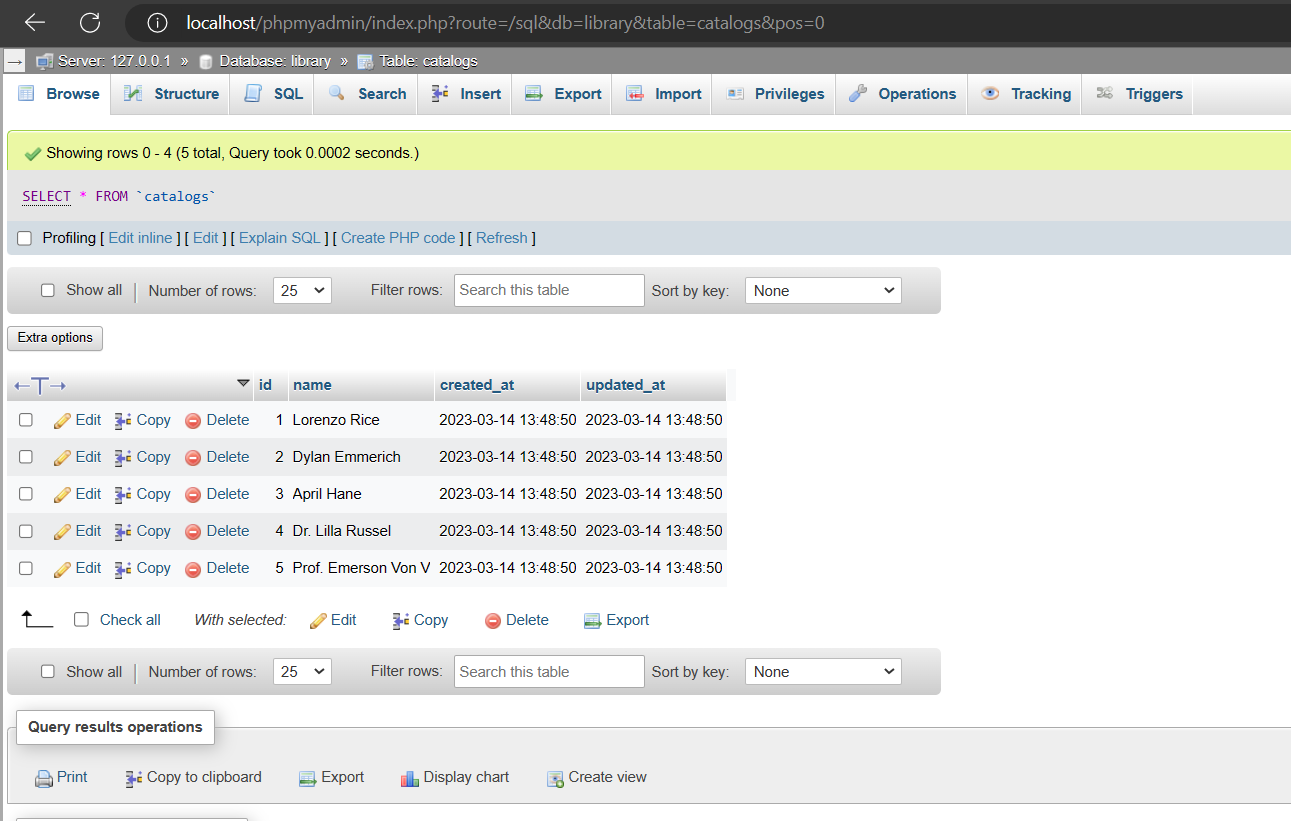 localhost/phpmyadmin/index.php?route=/sql&db=library&table=catalogs&pos=0
Server: 127.0.0.1 » Database: library » Table: catalogs
Browse Structure SQL Search Insert Export Import Privileges Operations Tracking Triggers
Showing rows 0 - 4 (5 total, Query took 0.0002 seconds.)
SELECT * FROM `catalogs`
Profiling [ Edit inline ] [ Edit ] [ Explain SQL ] [ Create PHP code ] [ Refresh ]
Show all | Number of rows: 25 Filter rows: Search this table Sort by key: None
Extra options
←T→ id name created_at updated_at
Edit Copy Delete 1 Lorenzo Rice 2023-03-14 13:48:50 2023-03-14 13:48:50
Edit Copy Delete 2 Dylan Emmerich 2023-03-14 13:48:50 2023-03-14 13:48:50
Edit Copy Delete 3 April Hane 2023-03-14 13:48:50 2023-03-14 13:48:50
Edit Copy Delete 4 Dr. Lilla Russel 2023-03-14 13:48:50 2023-03-14 13:48:50
Edit Copy Delete 5 Prof. Emerson Von V 2023-03-14 13:48:50 2023-03-14 13:48:50
Check all With selected: Edit Copy Delete Export
Show all | Number of rows: 25 Filter rows: Search this table Sort by key: None
Query results operations
Print Copy to clipboard Export Display chart Create view